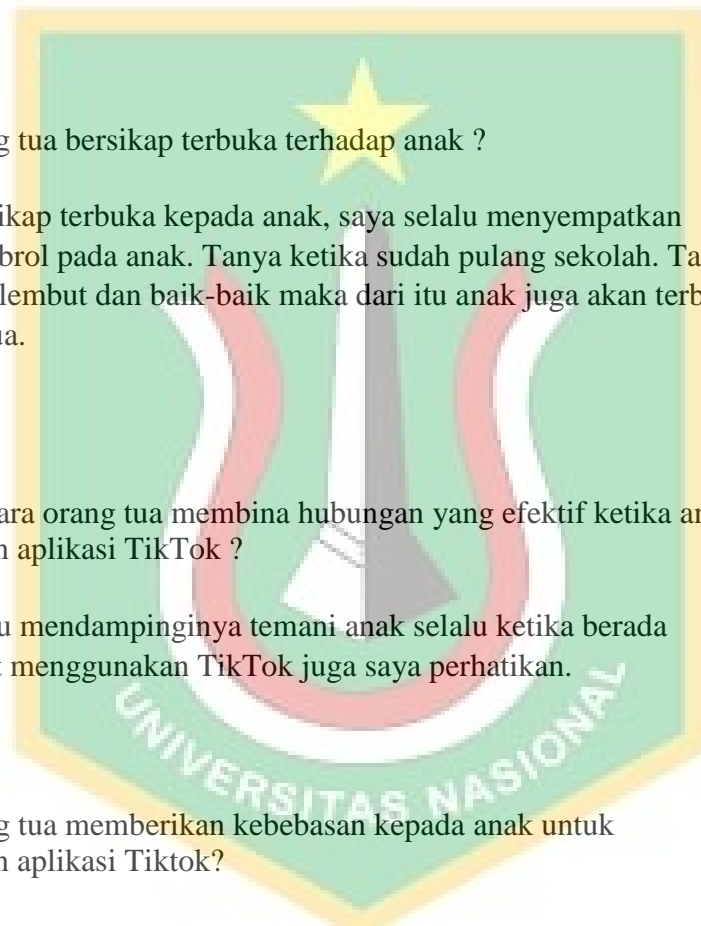 g tua bersikap terbuka terhadap anak ?
ikap terbuka kepada anak, saya selalu menyempatkan
brol pada anak. Tanya ketika sudah pulang sekolah. Ta
lembut dan baik-baik maka dari itu anak juga akan terb
ua.
ara orang tua membina hubungan yang efektif ketika an
n aplikasi TikTok ?
u mendampinginya temani anak selalu ketika berada
t menggunakan TikTok juga saya perhatikan.
UNIVERSITAS NASIONAL
g tua memberikan kebebasan kepada anak untuk
n aplikasi Tiktok?